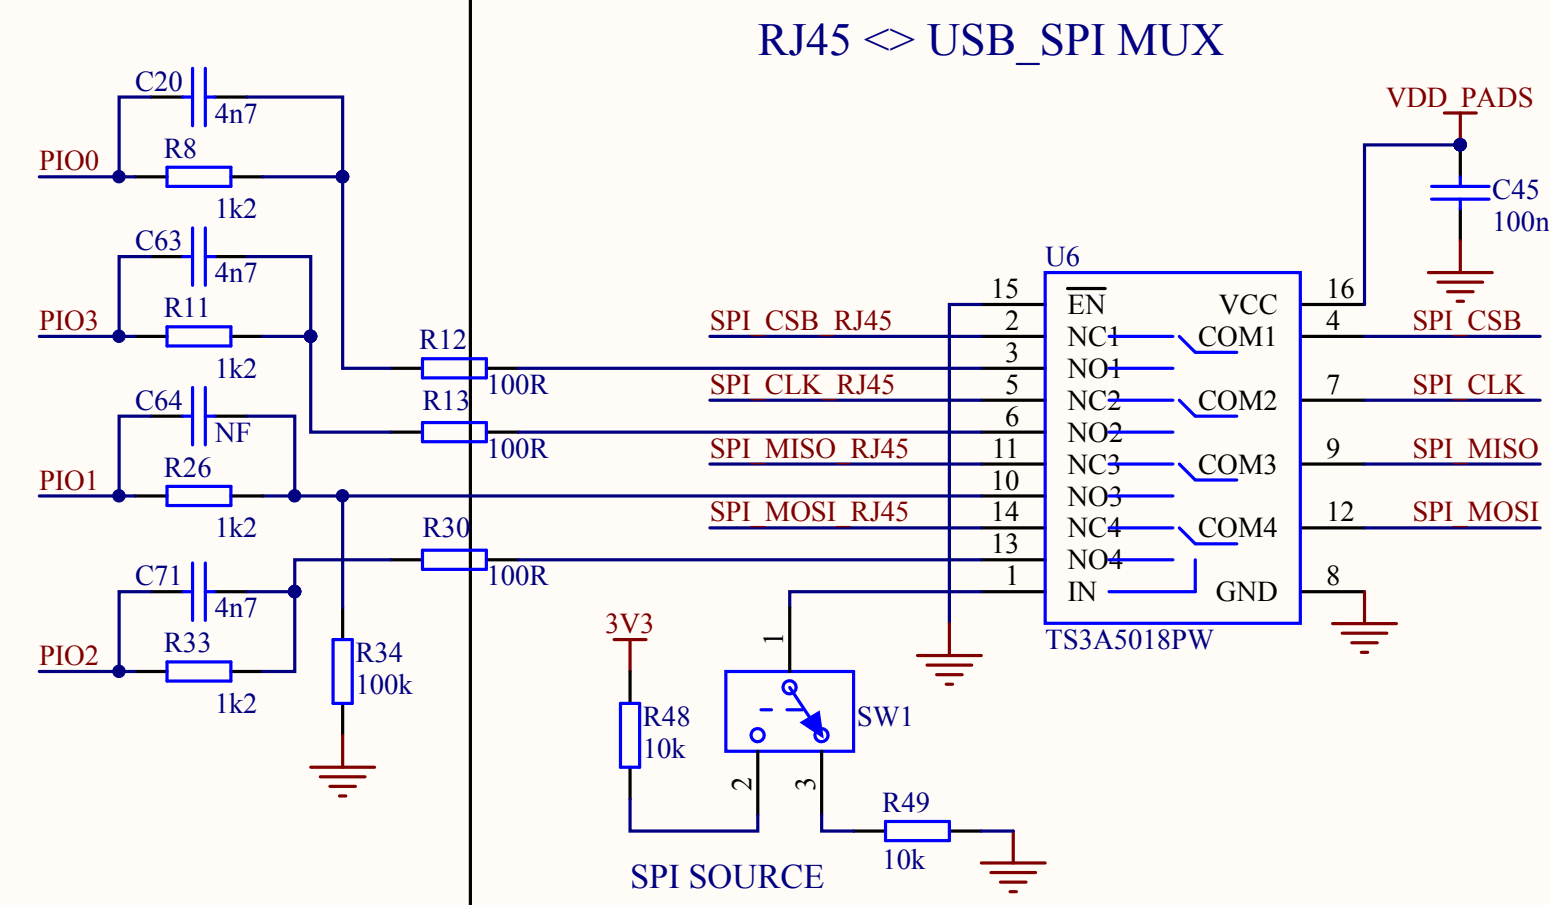 RJ45 <> USB_SPI MUX
C20
4n7
PIO0
R8
1k2
C63
4n7
PIO3
R11
1k2
C64
NF
PIO1
R26
1k2
C71
4n7
PIO2
R33
1k2
R34
100k
R12
100R
R13
100R
R30
100R
VDD_PADS
C45
100n
U6
15
2
3
5
6
11
10
14
13
1
SPI_CSB_RJ45
SPI_CLK_RJ45
SPI_MISO_RJ45
SPI_MOSI_RJ45
EN
NC1
NO1
NC2
NO2
NC3
NO3
NC4
NO4
IN
VCC
COM1
COM2
COM3
COM4
GND
16
4
7
9
12
8
SPI_CSB
SPI_CLK
SPI_MISO
SPI_MOSI
TS3A5018PW
3V3
R48
10k
1
SW1
2
3
R49
10k
SPI SOURCE